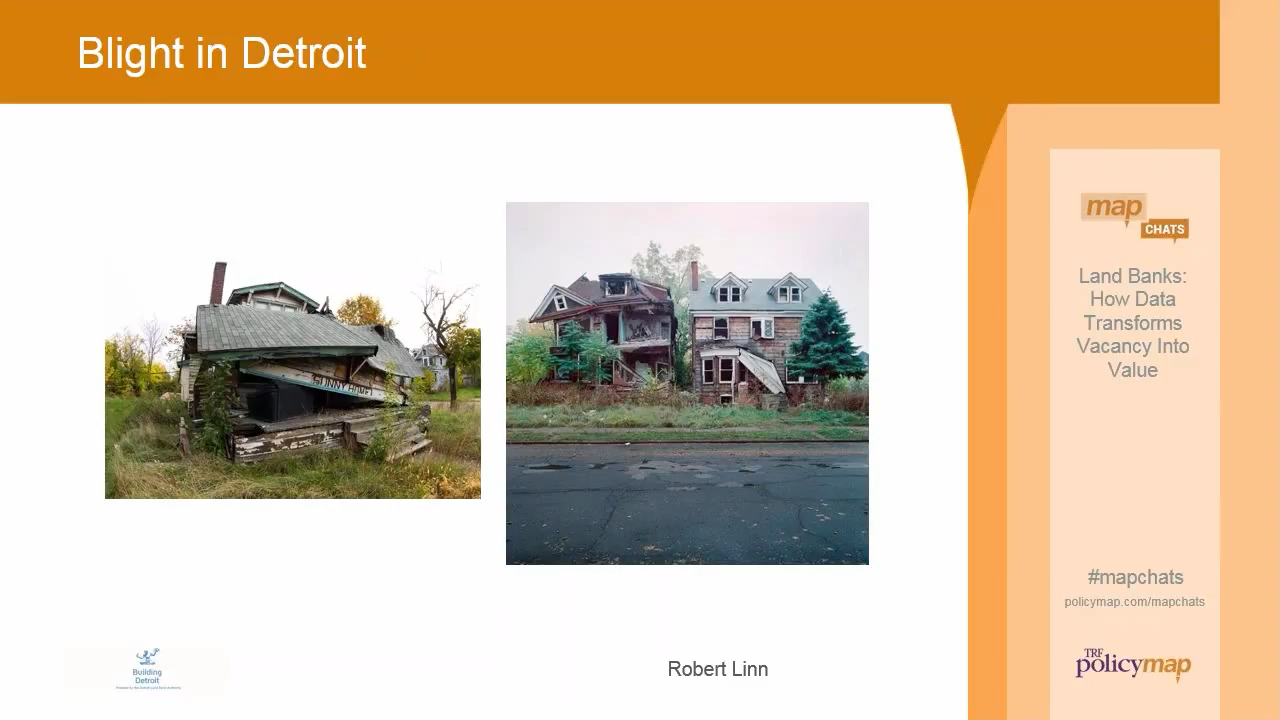 Blight in Detroit
SUNNY HOMES
map
CHATS
Land Banks:
How Data
Transforms
Vacancy Into
Value
#mapchats
policymap.com/mapchats
Building
Detroit
Robert Linn
TRF
policymap